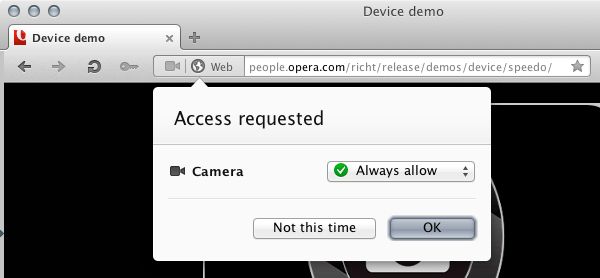 Device demo
Device demo
Web people.opera.com/richt/release/demos/device/speedo/
Access requested
Camera Always allow
Not this time OK